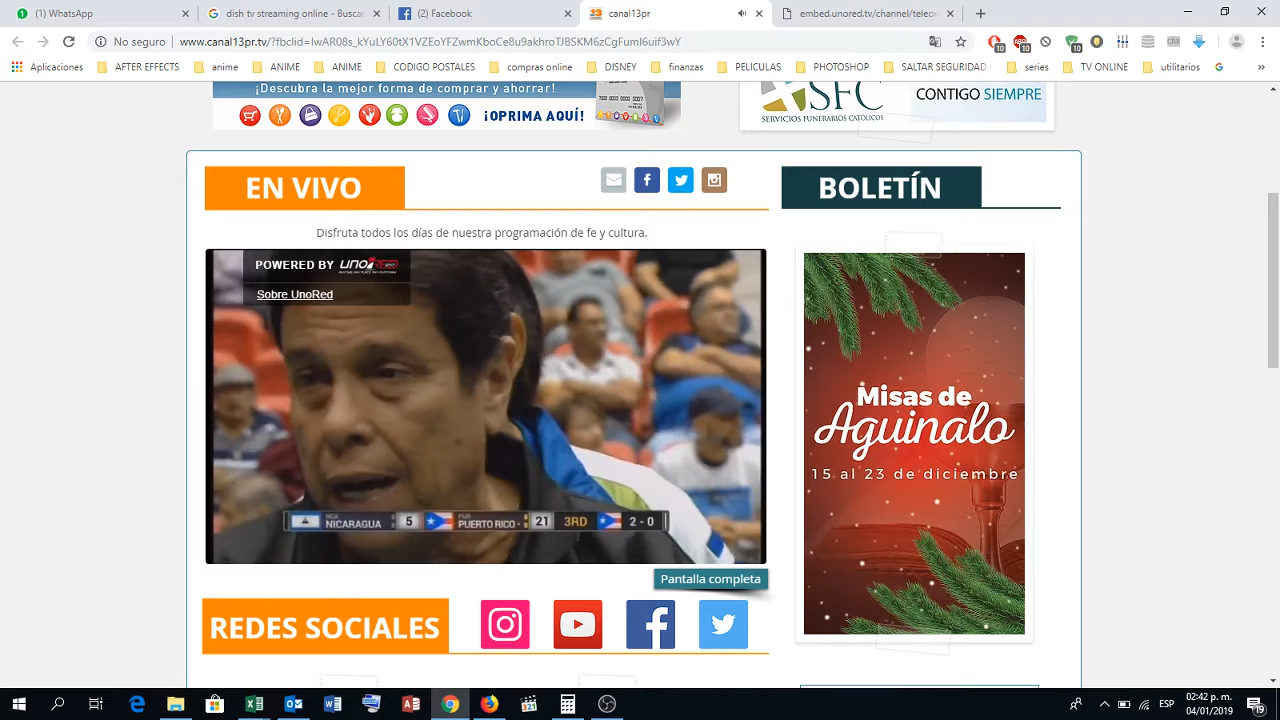 WhatsApp
dish tv streaming online - Buscar
(2) Facebook
canal13pr
embed.unored.tv/channel/teleor
No seguro
www.canal13pr.tv/?fbclid=
Aplicaciones
AFTER EFFECTS
anime
ANIME
ANIME
CODIGO POSTALES
compras online
DISNEY
finanzas
PELICULAS
PHOTOSHOP
SALTAR SEGURIDAD
series
TV ONLINE
utilitarios
¡Descubra la mejor forma de comprar y ahorrar!
¡OPRIMA AQUÍ!
SFC
SERVICIOS FUNERARIOS CATÓLICOS
CONTIGO SIEMPRE
EN VIVO
BOLETÍN
Disfruta todos los días de nuestra programación de fe y cultura.
POWERED BY UNORED
Sobre UnoRed
Misas de
Aguinalo
15 al 23 de diciembre
NCA NICARAGUA 5 PUR PUERTO RICO 21 3RD 2 - 0
Pantalla completa
REDES SOCIALES
ESP
02:42 p. m.
04/01/2019
19